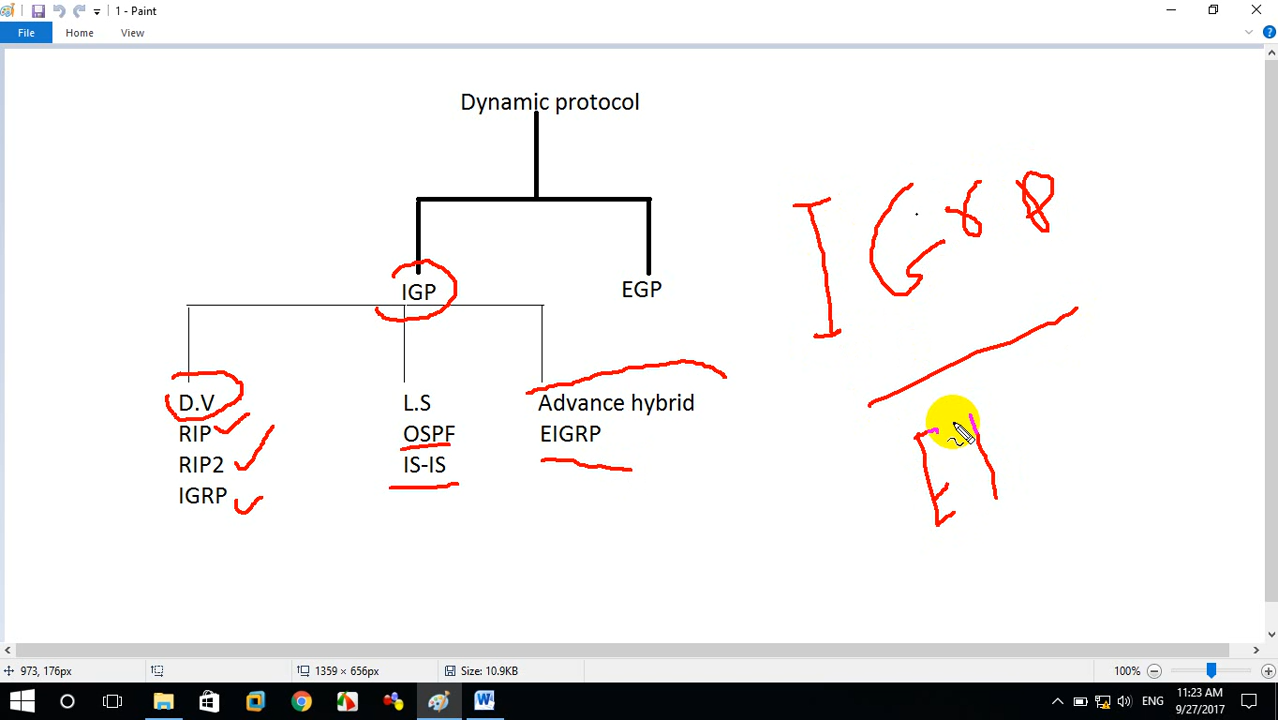 1 - Paint
File Home View
Dynamic protocol
IGP EGP
D.V L.S Advance hybrid
RIP OSPF EIGRP
RIP2 IS-IS
IGRP
973, 176px 1359 × 656px Size: 10.9KB 100%
ENG 11:23 AM
9/27/2017